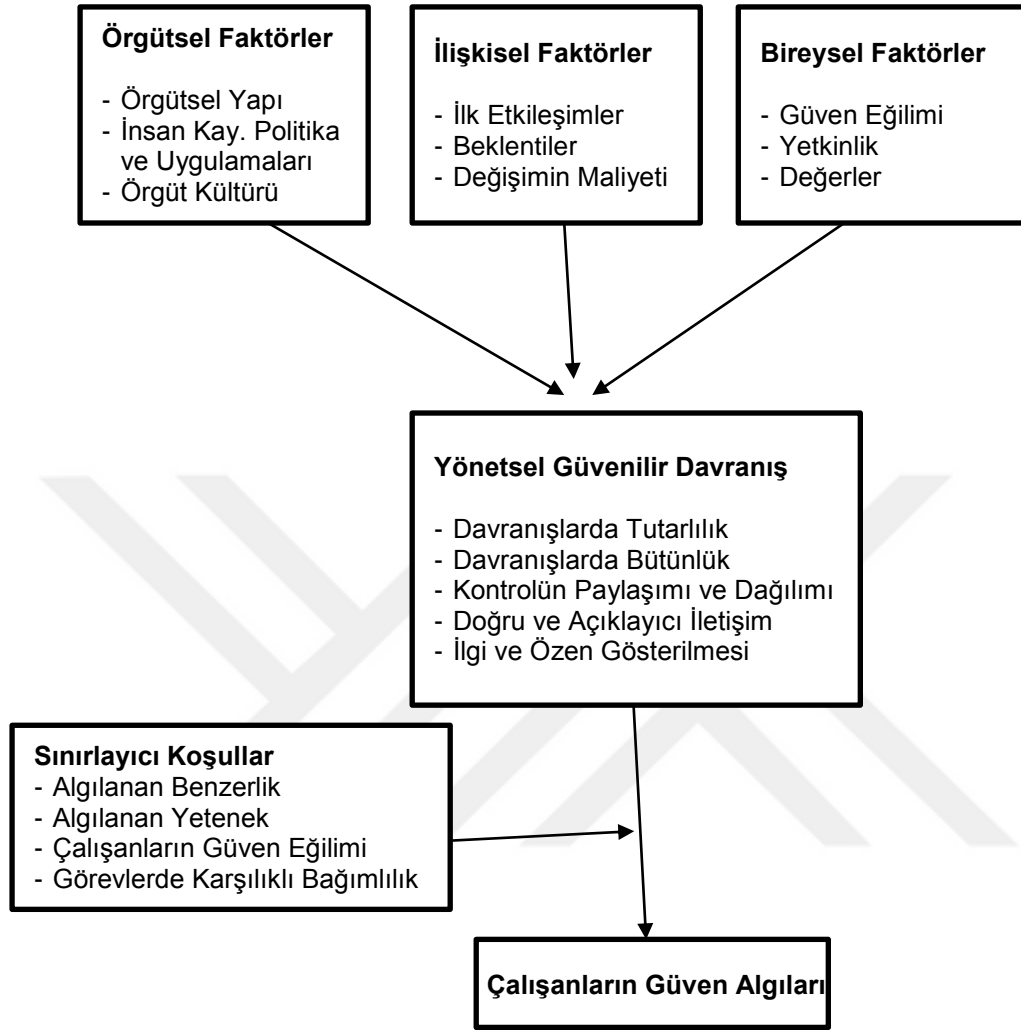 Örgütsel Faktörler
- Örgütsel Yapı
- İnsan Kay. Politika
ve Uygulamaları
- Örgüt Kültürü
İlişkisel Faktörler
- İlk Etkileşimler
- Beklentiler
- Değişimin Maliyeti
Bireysel Faktörler
- Güven Eğilimi
- Yetkinlik
- Değerler
Yönetsel Güvenilir Davranış
- Davranışlarda Tutarlılık
- Davranışlarda Bütünlük
- Kontrolün Paylaşımı ve Dağılımı
- Doğru ve Açıklayıcı İletişim
- İlgi ve Özen Gösterilmesi
Sınırlayıcı Koşullar
- Algılanan Benzerlik
- Algılanan Yetenek
- Çalışanların Güven Eğilimi
- Görevlerde Karşılıklı Bağımlılık
Çalışanların Güven Algıları